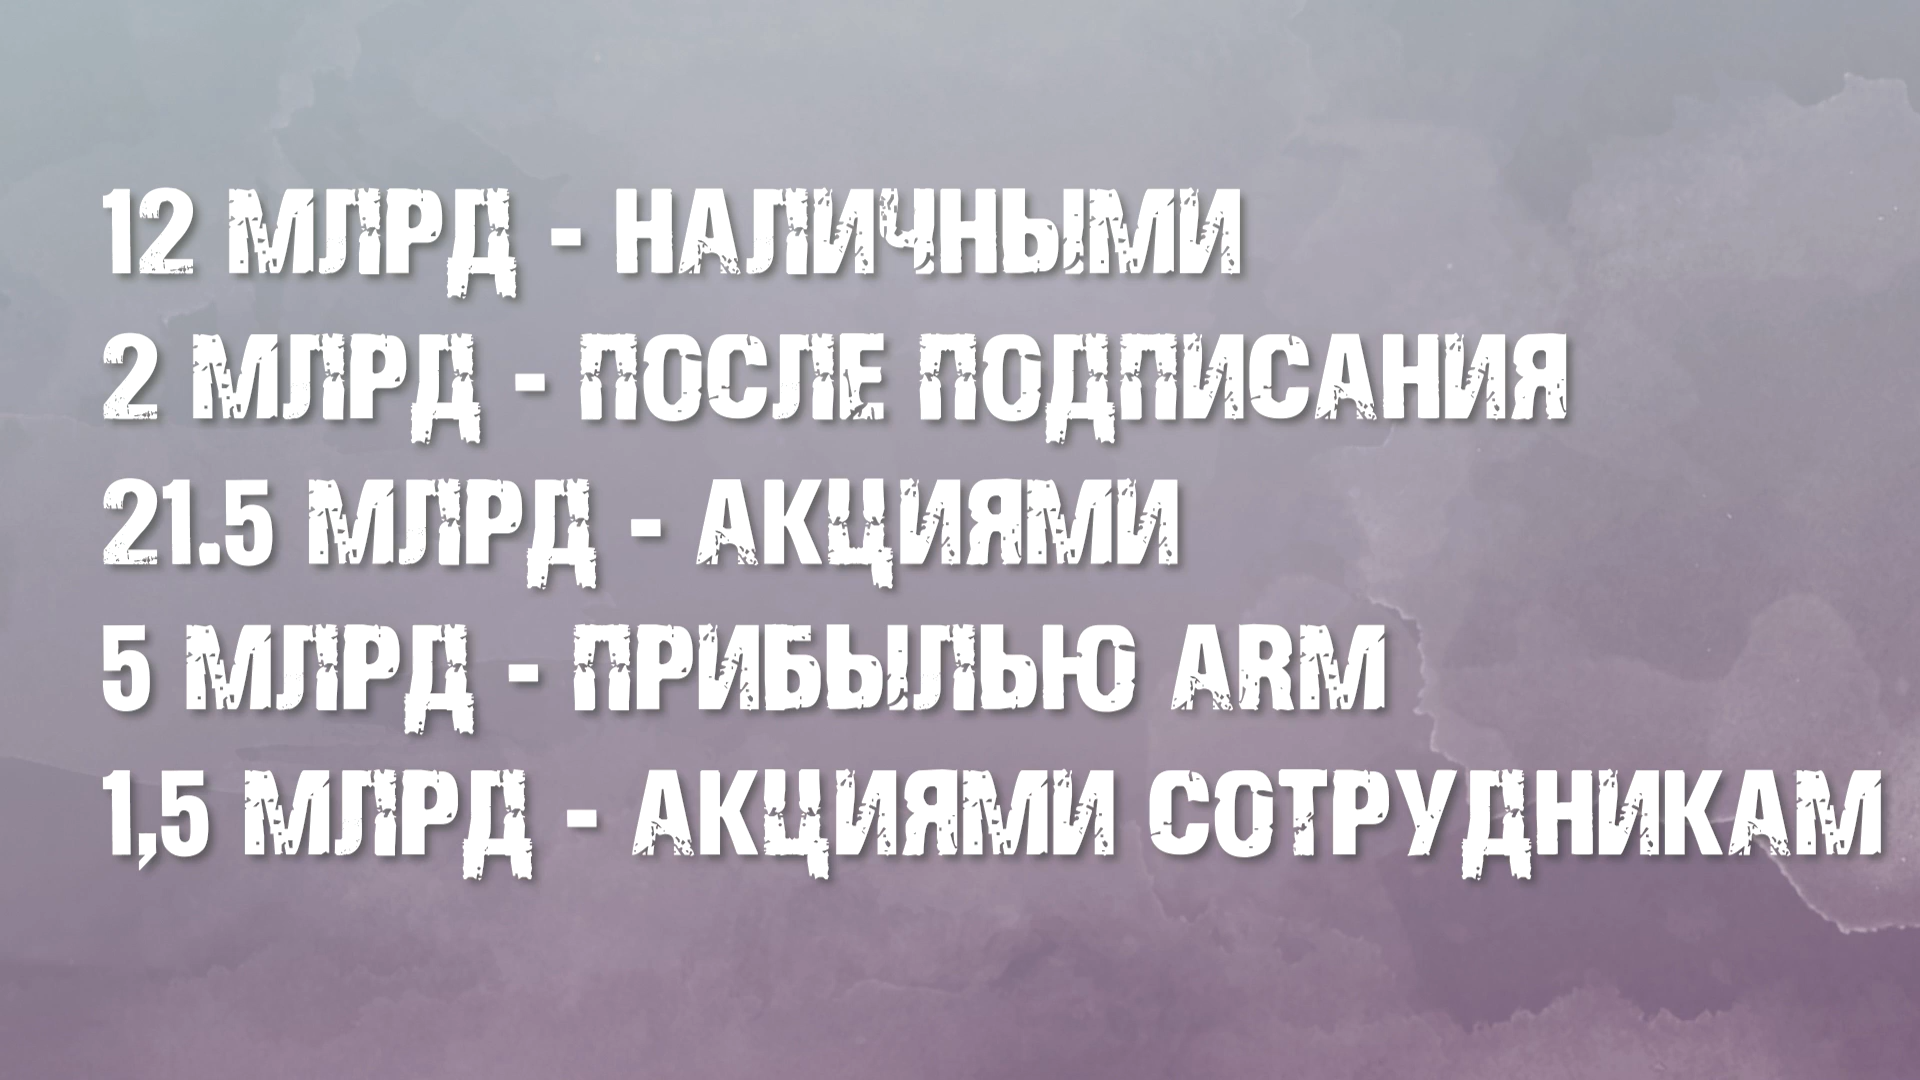 12 МЛРД - НАЛИЧНЫМИ
2 МЛРД - ПОСЛЕ ПОДПИСАНИЯ
21.5 МЛРД - АКЦИЯМИ
5 МЛРД - ПРИБЫЛЬЮ ARM
1,5 МЛРД - АКЦИЯМИ СОТРУДНИКАМ